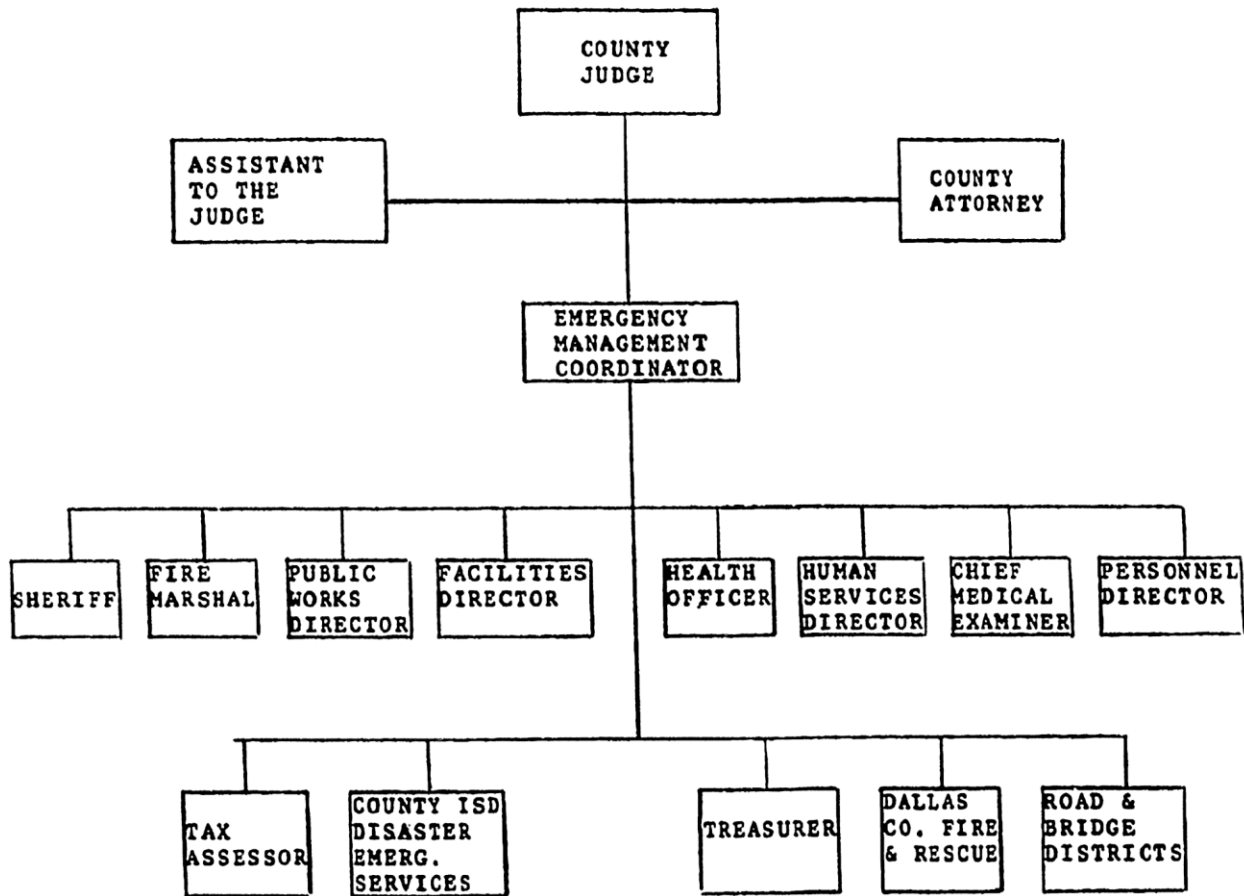 COUNTY
JUDGE
ASSISTANT
TO THE
JUDGE
COUNTY
ATTORNEY
EMERGENCY
MANAGEMENT
COORDINATOR
SHERIFF
FIRE
MARSHAL
PUBLIC
WORKS
DIRECTOR
FACILITIES
DIRECTOR
HEALTH
OFFICER
HUMAN
SERVICES
DIRECTOR
CHIEF
MEDICAL
EXAMINER
PERSONNEL
DIRECTOR
TAX
ASSESSOR
COUNTY ISD
DISASTER
EMERG.
SERVICES
TREASURER
DALLAS
CO. FIRE
& RESCUE
ROAD &
BRIDGE
DISTRICTS